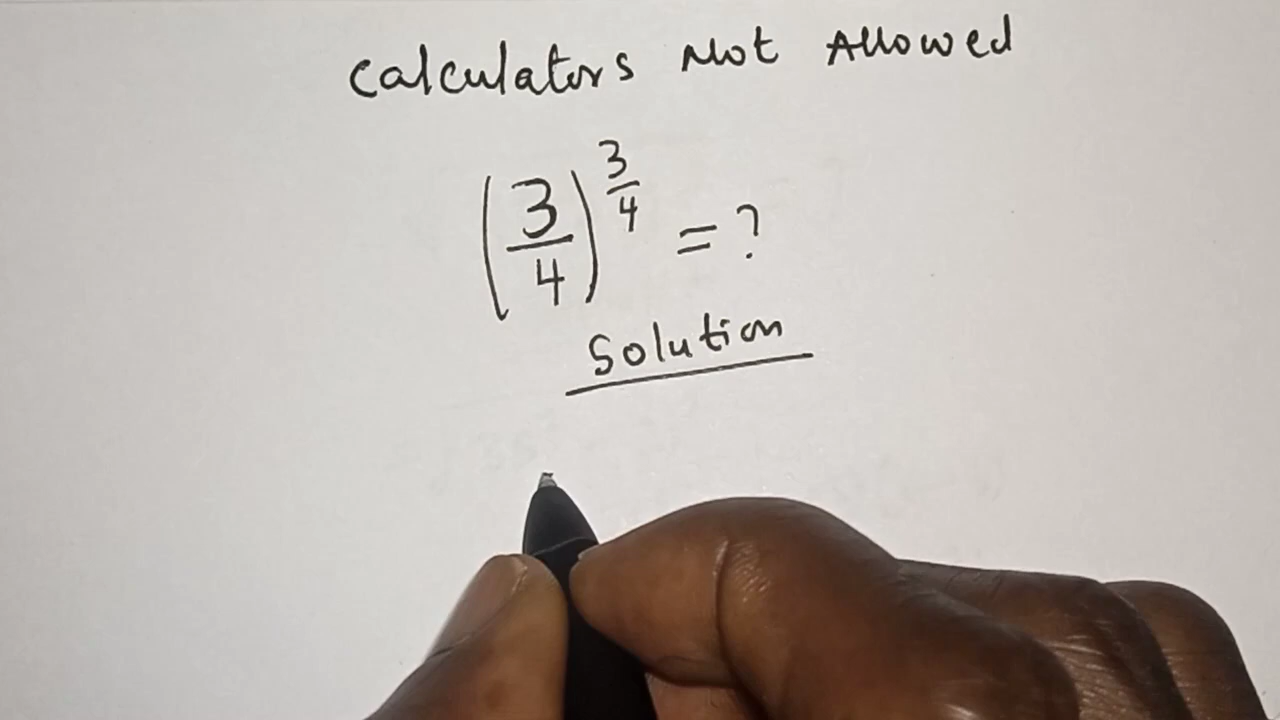 Calculators Not Allowed
(3/4)^(3/4) = ?
Solution